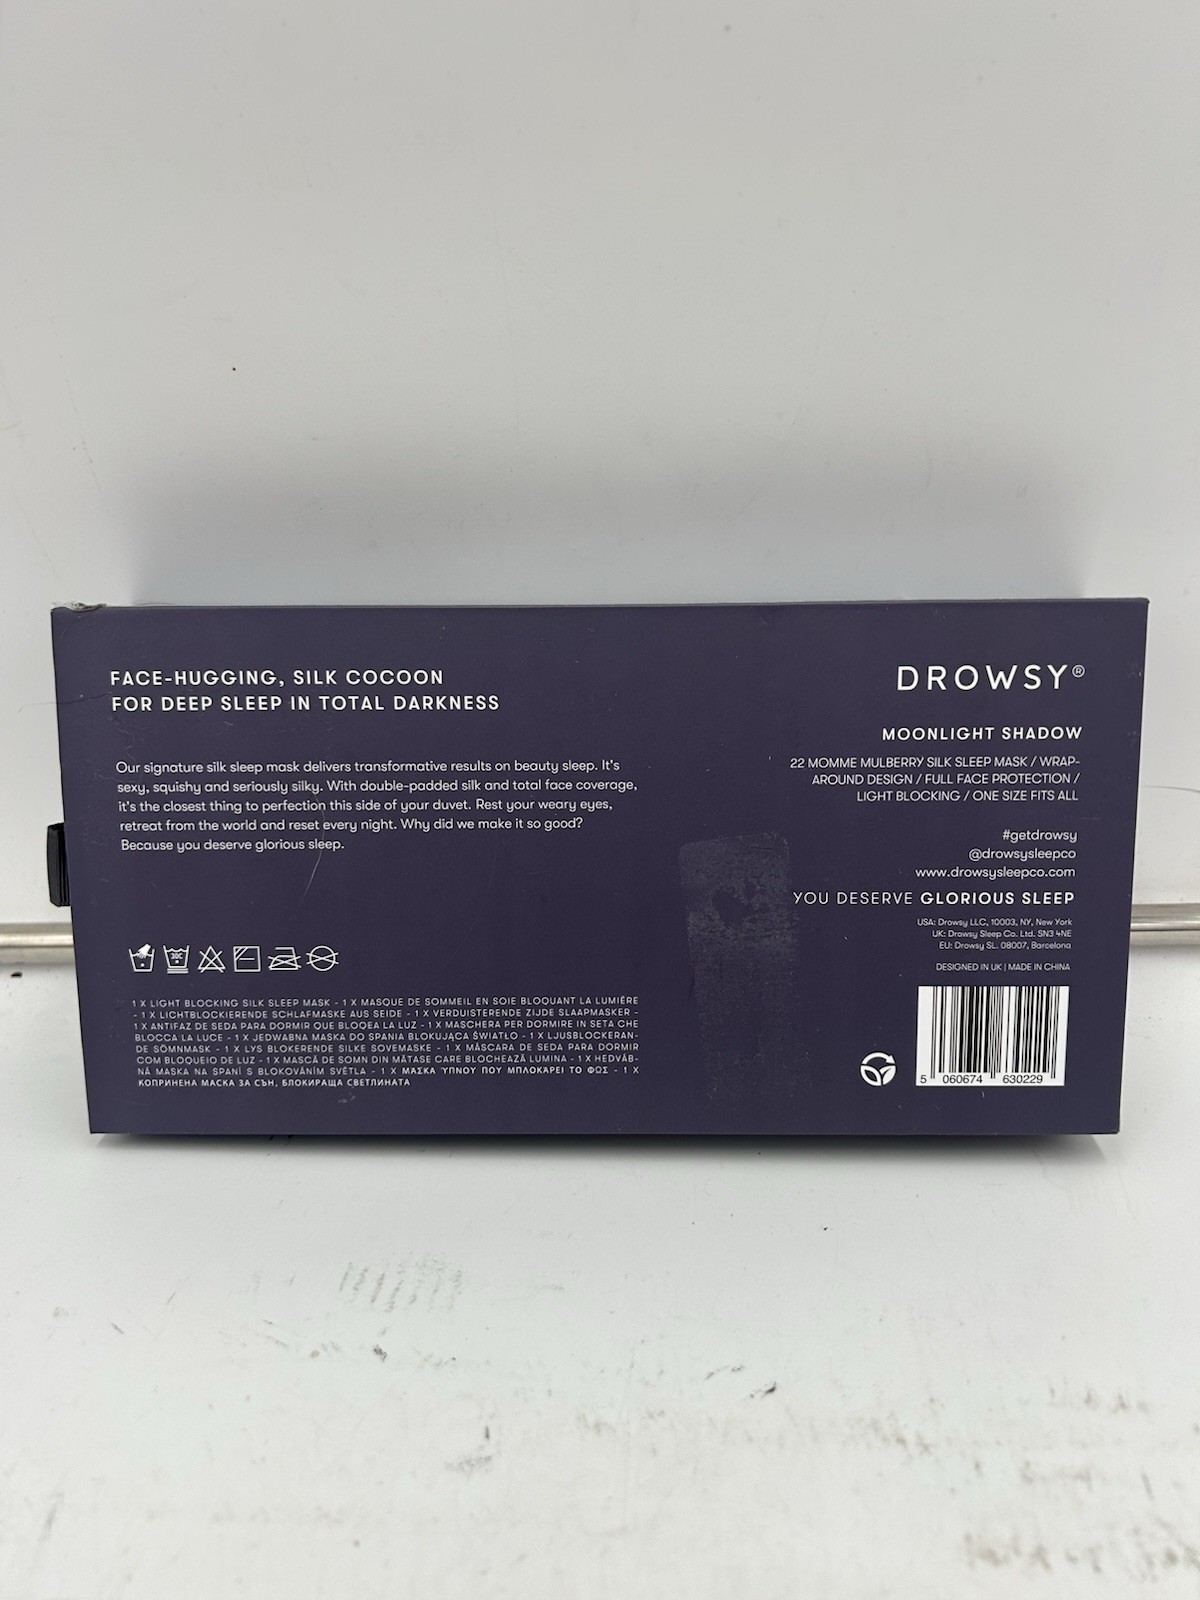 FACE-HUGGING, SILK COCOON
FOR DEEP SLEEP IN TOTAL DARKNESS
Our signature silk sleep mask delivers transformative results on beauty sleep. It's
sexy, squishy and seriously silky. With double-padded silk and total face coverage,
it's the closest thing to perfection this side of your duvet. Rest your weary eyes,
retreat from the world and reset every night. Why did we make it so good?
Because you deserve glorious sleep.
30C
1 X LIGHT BLOCKING SILK SLEEP MASK - 1 X MASQUE DE SOMMEIL EN SOIE BLOQUANT LA LUMIÈRE
- 1 X LICHTBLOCKIERENDE SCHLAFMASKE AUS SEIDE - 1 X VERDUISTERENDE ZIJDE SLAAPMASKER -
1 X ANTIFAZ DE SEDA PARA DORMIR QUE BLOQEA LA LUZ - 1 X MASCHERA PER DORMIRE IN SETA CHE
BLOCCA LA LUCE - 1 X JEDWABNA MASKA DO SPANIA BLOKUJĄCA ŚWIATŁO - 1 X LJUSBLOCKERAN-
DE SÖMNMASK - 1 X LYS BLOKERENDE SILKE SOVEMASKE - 1 X MÁSCARA DE SEDA PARA DORMIR
COM BLOQUEIO DE LUZ - 1 X MASCĂ DE SOMN DIN MĂTASE CARE BLOCHEAZĂ LUMINA - 1 X HEDVÁB-
NÁ MASKA NA SPANÍ S BLOKOVÁNÍM SVĚTLA - 1 X ΜΑΣΚΑ ΎΠΝΟΥ ΠΟΥ ΜΠΛΟΚΑΡΕΙ ΤΟ ΦΩΣ - 1 X
КОПРИНЕНА МАСКА ЗА СЪН, БЛОКИРАЩА СВЕТЛИНАТА
DROWSY®
MOONLIGHT SHADOW
22 MOMME MULBERRY SILK SLEEP MASK / WRAP-
AROUND DESIGN / FULL FACE PROTECTION /
LIGHT BLOCKING / ONE SIZE FITS ALL
#getdrowsy
@drowsysleepco
www.drowsysleepco.com
YOU DESERVE GLORIOUS SLEEP
USA: Drowsy LLC, 10003, NY, New York
UK: Drowsy Sleep Co. Ltd. SN3 4NE
EU: Drowsy SL. 08007, Barcelona
DESIGNED IN UK | MADE IN CHINA
5 060674 630229